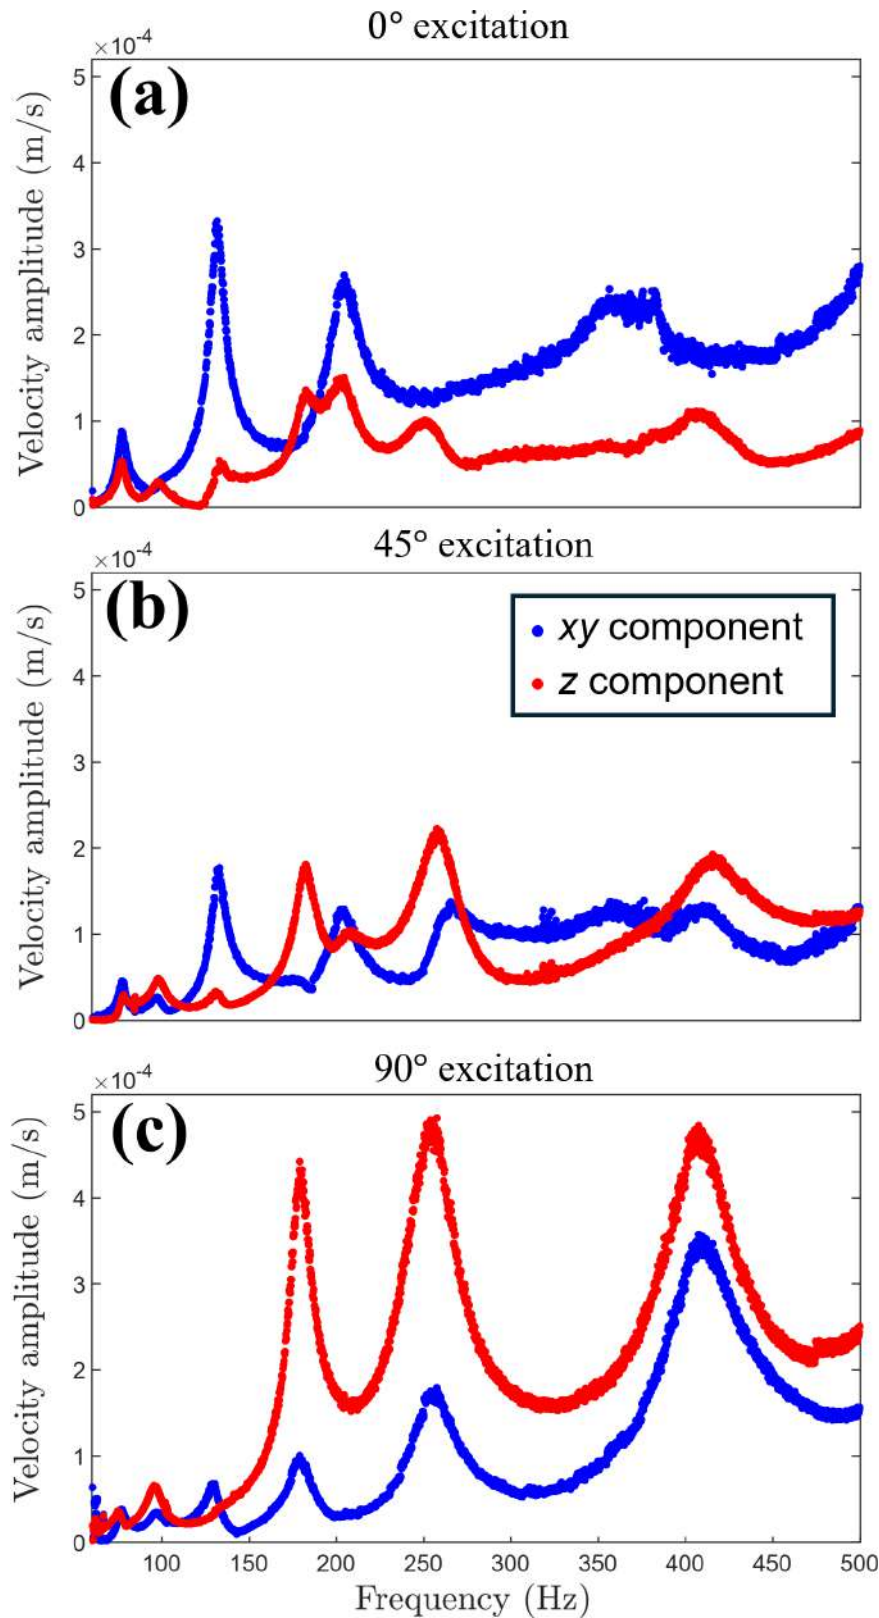 0° excitation
×10⁻⁴
(a)
Velocity amplitude (m/s)
5
4
3
2
1
0
45° excitation
×10⁻⁴
(b)
Velocity amplitude (m/s)
xy component
z component
5
4
3
2
1
0
90° excitation
×10⁻⁴
(c)
Velocity amplitude (m/s)
5
4
3
2
1
0
100 150 200 250 300 350 400 450 500
Frequency (Hz)